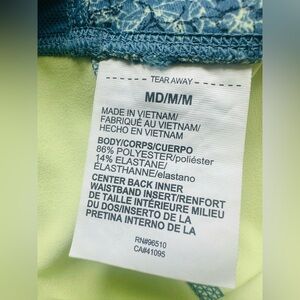 — TEAR AWAY —
MD/M/M
MADE IN VIETNAM/
FABRIQUÉ AU VIETNAM/
HECHO EN VIETNAM
BODY/CORPS/CUERPO
86% POLYESTER/poliéster
14% ELASTANE/
ÉLASTHANNE/elastano
CENTER BACK INNER
WAISTBAND INSERT/RENFORT
DE TAILLE INTÉRIEURE MILIEU
DU DOS/INSERTO DE LA
PRETINA INTERNO DE LA
RN#96510
CA#41095